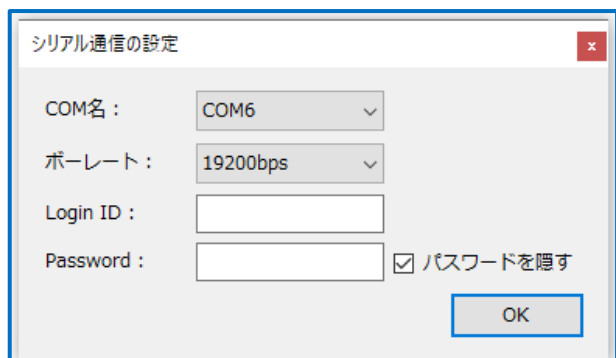 シリアル通信の設定
x
COM名： COM6
ボーレート： 19200bps
Login ID：
Password： パスワードを隠す
OK